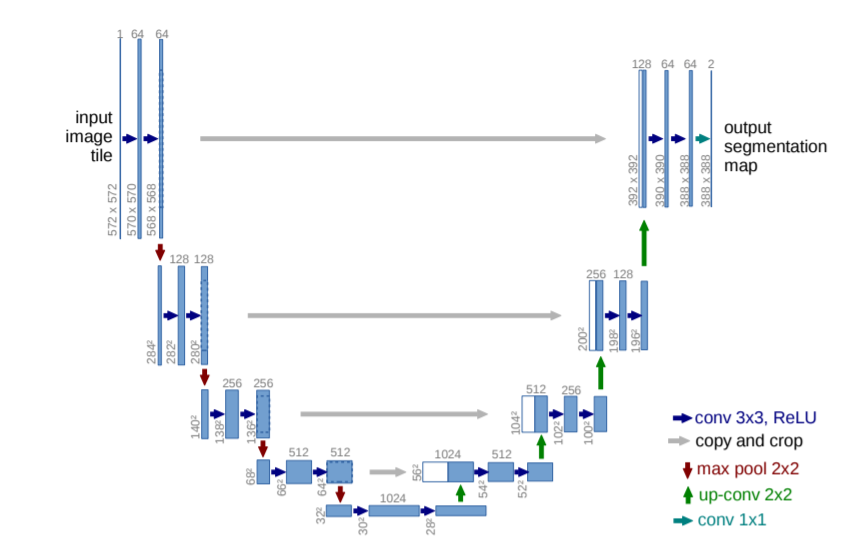 1 64 64
input
image
tile
572 x 572
570 x 570
568 x 568
128 64 64 2
output
segmentation
map
392 x 392
390 x 390
388 x 388
388 x 388
128 128
284²
282²
280²
256 128
200²
198²
196²
256 256
140²
138²
136²
512 256
104²
102²
100²
512 512
68²
66²
64²
1024 512
56²
54²
52²
1024
32²
30²
28²
conv 3x3, ReLU
copy and crop
max pool 2x2
up-conv 2x2
conv 1x1